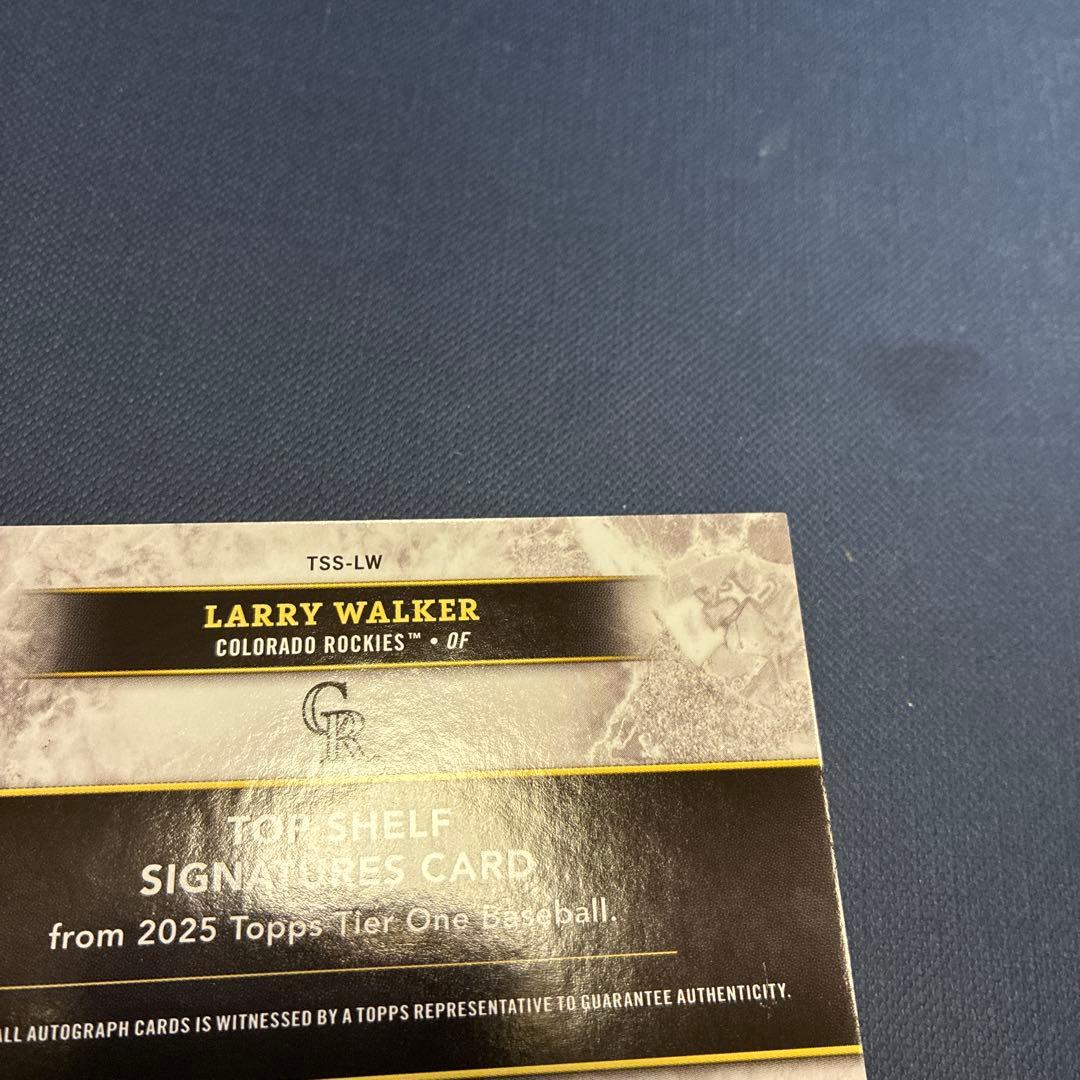 TSS-LW
LARRY WALKER
COLORADO ROCKIES™ • OF
CR
TOP SHELF
SIGNATURES CARD
from 2025 Topps Tier One Baseball.
ALL AUTOGRAPH CARDS IS WITNESSED BY A TOPPS REPRESENTATIVE TO GUARANTEE AUTHENTICITY.